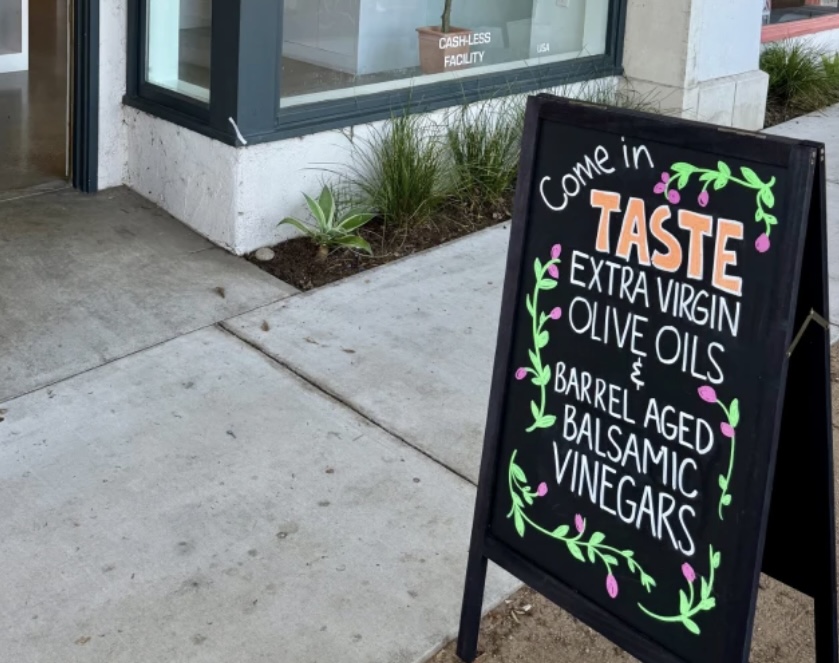 CASH-LESS
FACILITY
USA
Come in
TASTE
EXTRA VIRGIN
OLIVE OILS
&
BARREL AGED
BALSAMIC
VINEGARS